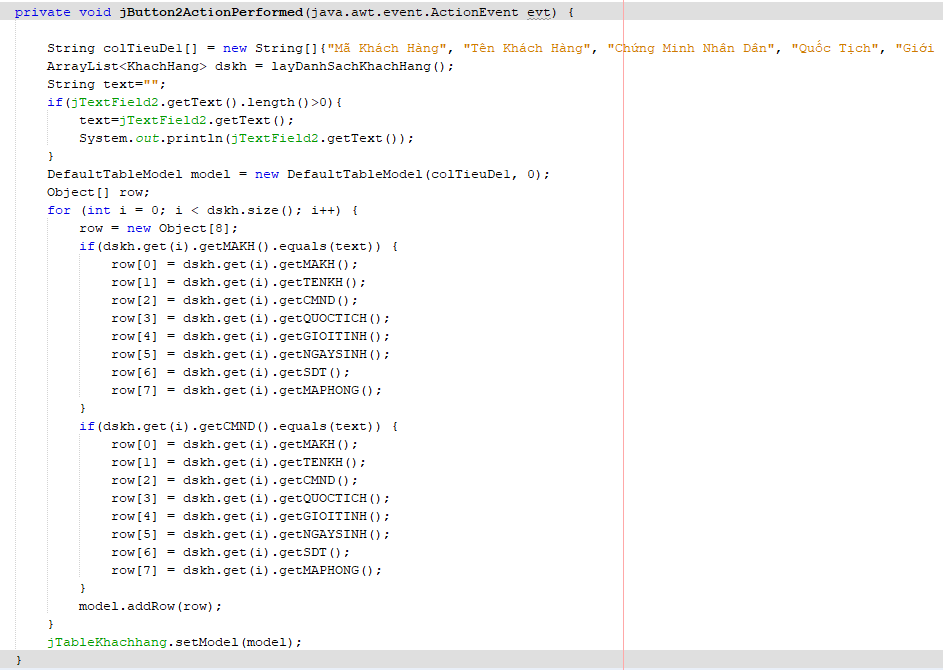 private void jButton2ActionPerformed(java.awt.event.ActionEvent evt) {
String colTieuDe1[] = new String[]{"Mã Khách Hàng", "Tên Khách Hàng", "Chứng Minh Nhân Dân", "Quốc Tịch", "Giới
ArrayList<KhachHang> dskh = layDanhSachKhachHang();
String text="";
if(jTextField2.getText().length()>0){
text=jTextField2.getText();
System.out.println(jTextField2.getText());
}
DefaultTableModel model = new DefaultTableModel(colTieuDe1, 0);
Object[] row;
for (int i = 0; i < dskh.size(); i++) {
row = new Object[8];
if(dskh.get(i).getMAKH().equals(text)) {
row[0] = dskh.get(i).getMAKH();
row[1] = dskh.get(i).getTENKH();
row[2] = dskh.get(i).getCMND();
row[3] = dskh.get(i).getQUOCTICH();
row[4] = dskh.get(i).getGIOITINH();
row[5] = dskh.get(i).getNGAYSINH();
row[6] = dskh.get(i).getSDT();
row[7] = dskh.get(i).getMAPHONG();
}
if(dskh.get(i).getCMND().equals(text)) {
row[0] = dskh.get(i).getMAKH();
row[1] = dskh.get(i).getTENKH();
row[2] = dskh.get(i).getCMND();
row[3] = dskh.get(i).getQUOCTICH();
row[4] = dskh.get(i).getGIOITINH();
row[5] = dskh.get(i).getNGAYSINH();
row[6] = dskh.get(i).getSDT();
row[7] = dskh.get(i).getMAPHONG();
}
model.addRow(row);
}
jTableKhachhang.setModel(model);
}